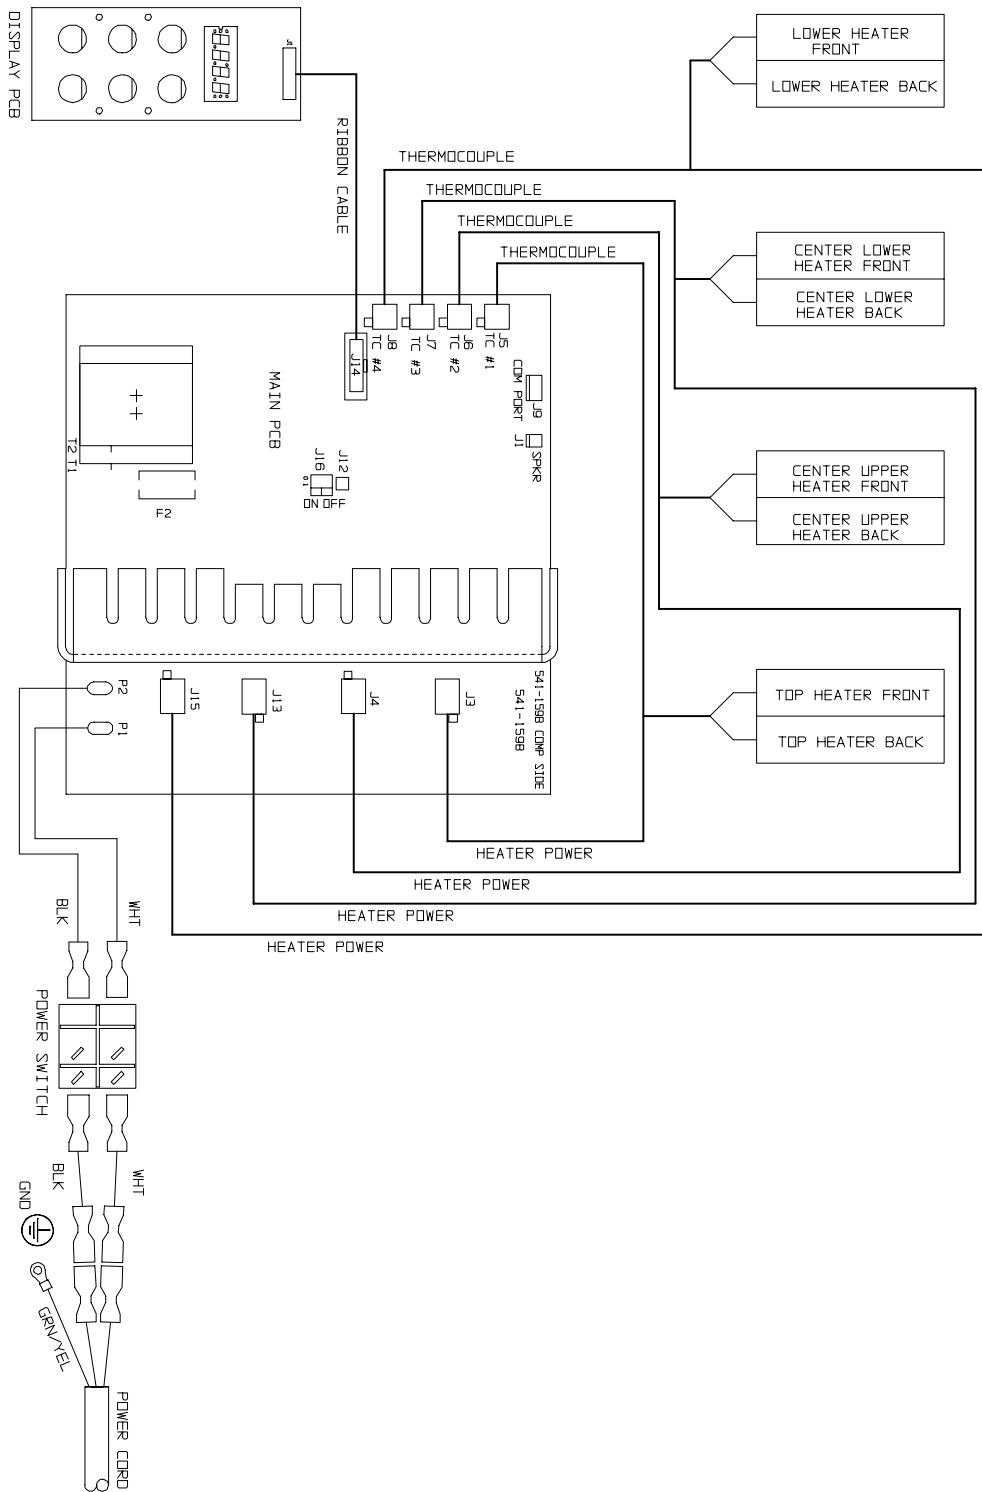 DISPLAY PCB
J1
RIBBON CABLE
LOWER HEATER
FRONT
LOWER HEATER BACK
THERMOCOUPLE
THERMOCOUPLE
THERMOCOUPLE
THERMOCOUPLE
CENTER LOWER
HEATER FRONT
CENTER LOWER
HEATER BACK
J8
TC #4
J7
TC #3
J6
TC #2
J5
TC #1
J14
COM PORT
J9
J1
SPKR
MAIN PCB
T2 T1
F2
J16
J12
0 1
ON OFF
CENTER UPPER
HEATER FRONT
CENTER UPPER
HEATER BACK
TOP HEATER FRONT
TOP HEATER BACK
P2
P1
J15
J13
J4
J3
541-159B COMP SIDE
541-159B
HEATER POWER
HEATER POWER
HEATER POWER
HEATER POWER
BLK
WHT
POWER SWITCH
BLK
WHT
GND
GRN/YEL
POWER CORD